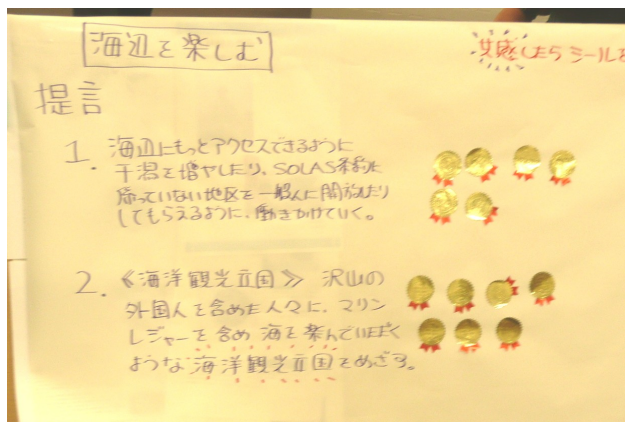 海辺を楽しむ
共感したら シールを
提言
1. 海辺にもっとアクセスできるように
干潟を増やしたり、SOLAS条約に
帰っていない地区を一般人に開放したり
してもらえるように、働きかけていく。
2. 《海洋観光立国》 沢山の
外国人を含めた人々に、マリン
レジャーを含め 海を楽んでいただく
ような 海洋観光立国をめざす。